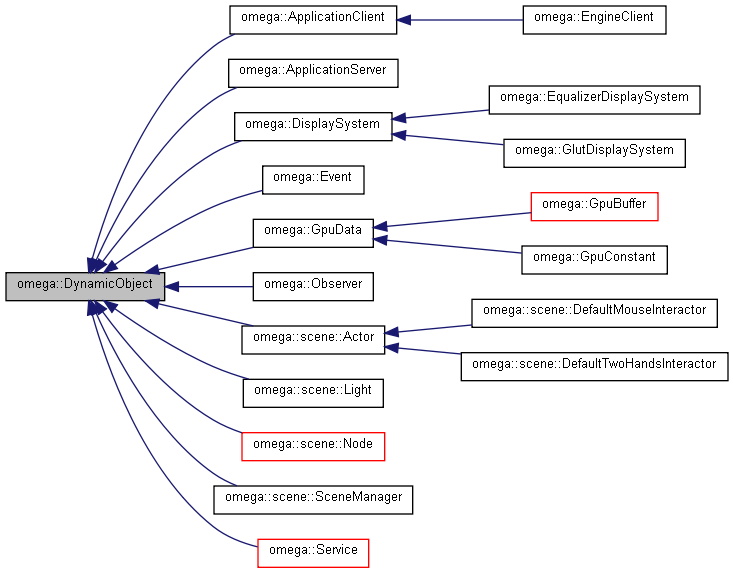 omega::ApplicationClient
omega::EngineClient
omega::ApplicationServer
omega::EqualizerDisplaySystem
omega::DisplaySystem
omega::GlutDisplaySystem
omega::Event
omega::GpuBuffer
omega::GpuData
omega::GpuConstant
omega::DynamicObject
omega::Observer
omega::scene::DefaultMouseInteractor
omega::scene::Actor
omega::scene::DefaultTwoHandsInteractor
omega::scene::Light
omega::scene::Node
omega::scene::SceneManager
omega::Service